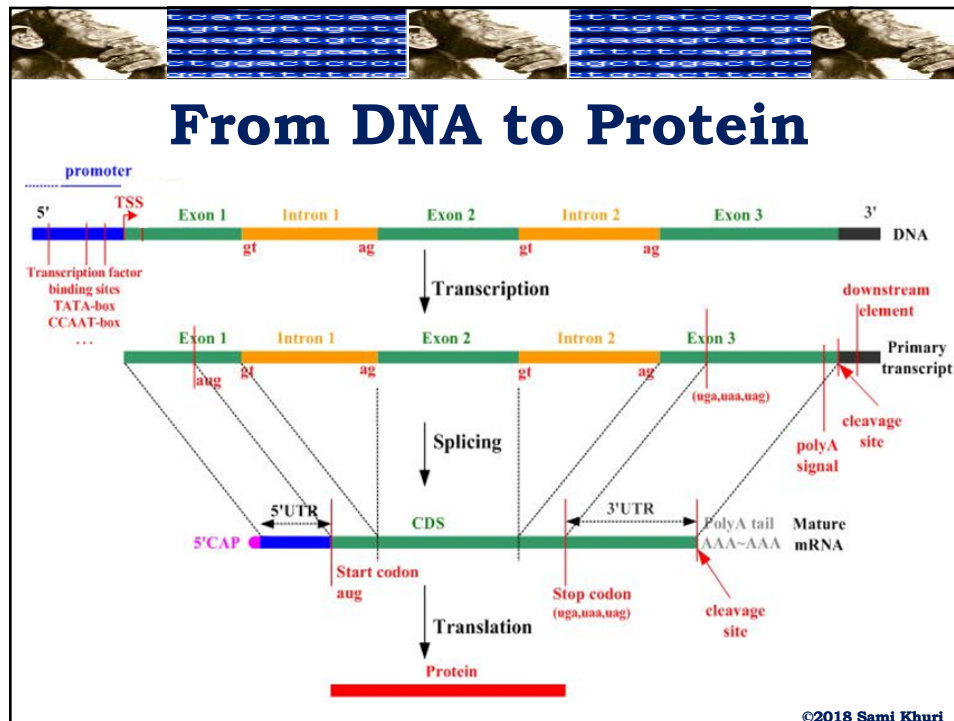 From DNA to Protein
promoter
5'
TSS
Exon 1
Intron 1
Exon 2
Intron 2
Exon 3
3'
DNA
gt
ag
gt
ag
Transcription factor
binding sites
TATA-box
CCAAT-box
...
Transcription
downstream
element
Exon 1
Intron 1
Exon 2
Intron 2
Exon 3
Primary
transcript
aug
gt
ag
gt
ag
(uga,uaa,uag)
cleavage
site
polyA
signal
Splicing
5'UTR
CDS
3'UTR
PolyA tail
AAA~AAA
Mature
mRNA
5'CAP
Start codon
aug
Stop codon
(uga,uaa,uag)
cleavage
site
Translation
Protein
©2018 Sami Khuri